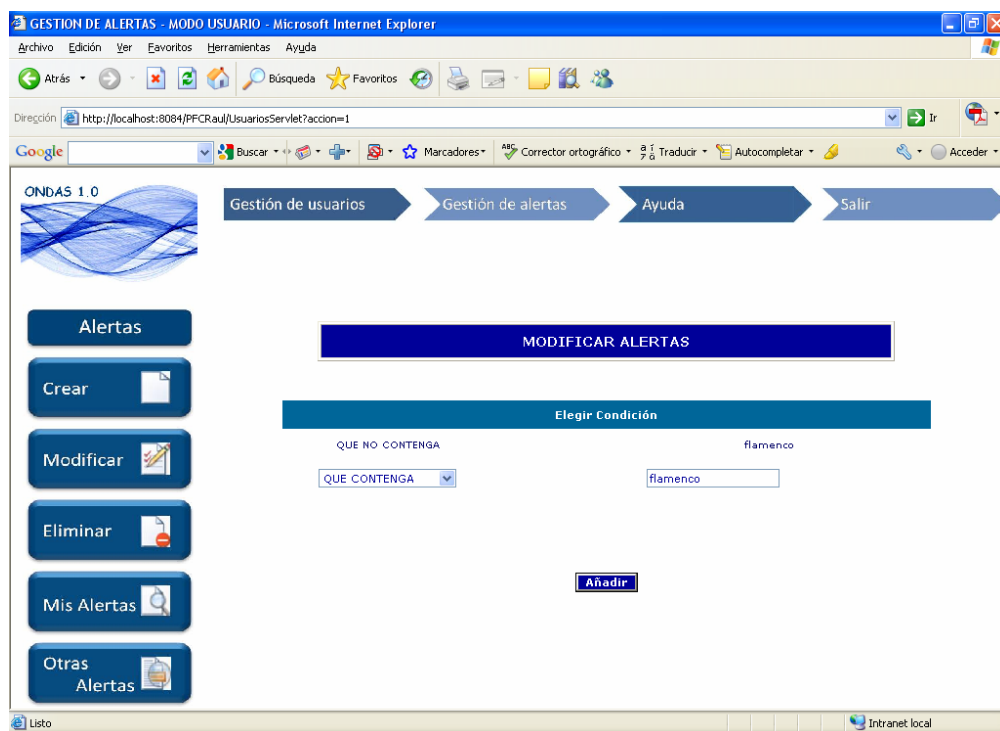 GESTION DE ALERTAS - MODO USUARIO - Microsoft Internet Explorer
Archivo Edición Ver Favoritos Herramientas Ayuda
Atrás Búsqueda Favoritos
Dirección http://localhost:8084/PFCRaul/UsuariosServlet?accion=1 Ir
Google Buscar Marcadores ABC Corrector ortográfico Traducir Autocompletar Acceder
ONDAS 1.0
Gestión de usuarios Gestión de alertas Ayuda Salir
Alertas
MODIFICAR ALERTAS
Crear
Elegir Condición
QUE NO CONTENGA flamenco
Modificar
QUE CONTENGA flamenco
Eliminar
Añadir
Mis Alertas
Otras
Alertas
Listo Intranet local